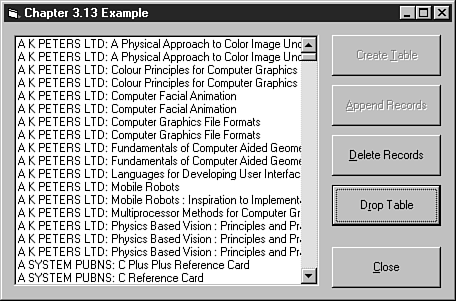 Chapter 3.13 Example
A K PETERS LTD: A Physical Approach to Color Image Und
A K PETERS LTD: A Physical Approach to Color Image Und
A K PETERS LTD: Colour Principles for Computer Graphics
A K PETERS LTD: Colour Principles for Computer Graphics
A K PETERS LTD: Computer Facial Animation
A K PETERS LTD: Computer Facial Animation
A K PETERS LTD: Computer Graphics File Formats
A K PETERS LTD: Computer Graphics File Formats
A K PETERS LTD: Fundamentals of Computer Aided Geome
A K PETERS LTD: Fundamentals of Computer Aided Geome
A K PETERS LTD: Languages for Developing User Interfac
A K PETERS LTD: Mobile Robots
A K PETERS LTD: Mobile Robots : Inspiration to Implement
A K PETERS LTD: Multiprocessor Methods for Computer Gr
A K PETERS LTD: Physics Based Vision : Principles and Pr
A K PETERS LTD: Physics Based Vision : Principles and Pr
A K PETERS LTD: Physics Based Vision : Principles and Pr
A SYSTEM PUBNS: C Plus Plus Reference Card
A SYSTEM PUBNS: C Reference Card
Create Table
Append Records
Delete Records
Drop Table
Close